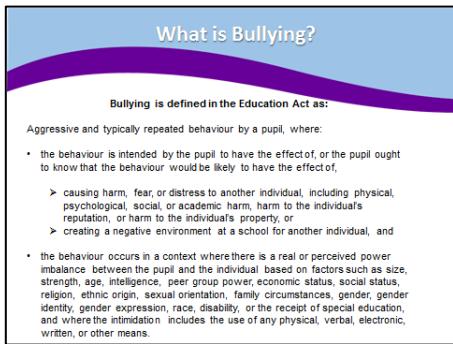 What is Bullying?
Bullying is defined in the Education Act as:
Aggressive and typically repeated behaviour by a pupil, where:
• the behaviour is intended by the pupil to have the effect of, or the pupil ought
to know that the behaviour would be likely to have the effect of,
➢ causing harm, fear, or distress to another individual, including physical,
psychological, social, or academic harm, harm to the individual's
reputation, or harm to the individual's property, or
➢ creating a negative environment at a school for another individual, and
• the behaviour occurs in a context where there is a real or perceived power
imbalance between the pupil and the individual based on factors such as size,
strength, age, intelligence, peer group power, economic status, social status,
religion, ethnic origin, sexual orientation, family circumstances, gender, gender
identity, gender expression, race, disability, or the receipt of special education,
and where the intimidation includes the use of any physical, verbal, electronic,
written, or other means.